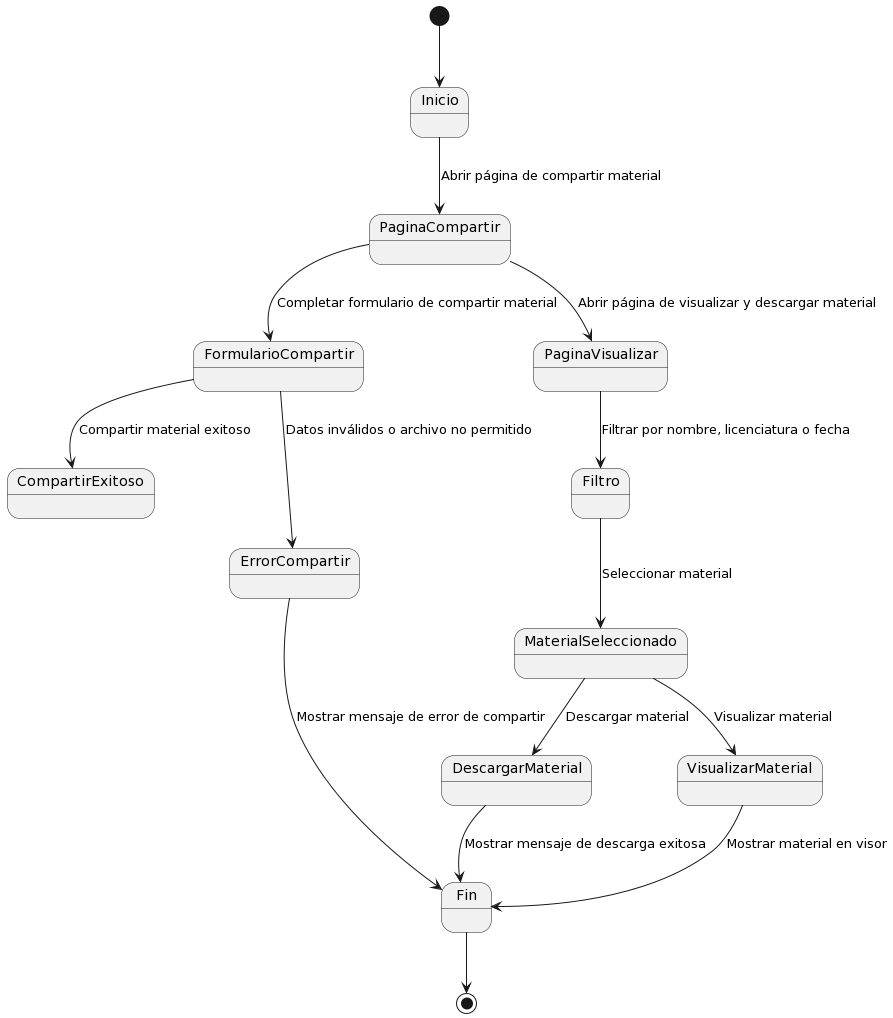 Inicio
Abrir página de compartir material
PaginaCompartir
Completar formulario de compartir material
Abrir página de visualizar y descargar material
FormularioCompartir
PaginaVisualizar
Compartir material exitoso
Datos inválidos o archivo no permitido
Filtrar por nombre, licenciatura o fecha
CompartirExitoso
Filtro
ErrorCompartir
Seleccionar material
MaterialSeleccionado
Mostrar mensaje de error de compartir
Descargar material
Visualizar material
DescargarMaterial
VisualizarMaterial
Mostrar mensaje de descarga exitosa
Mostrar material en visor
Fin